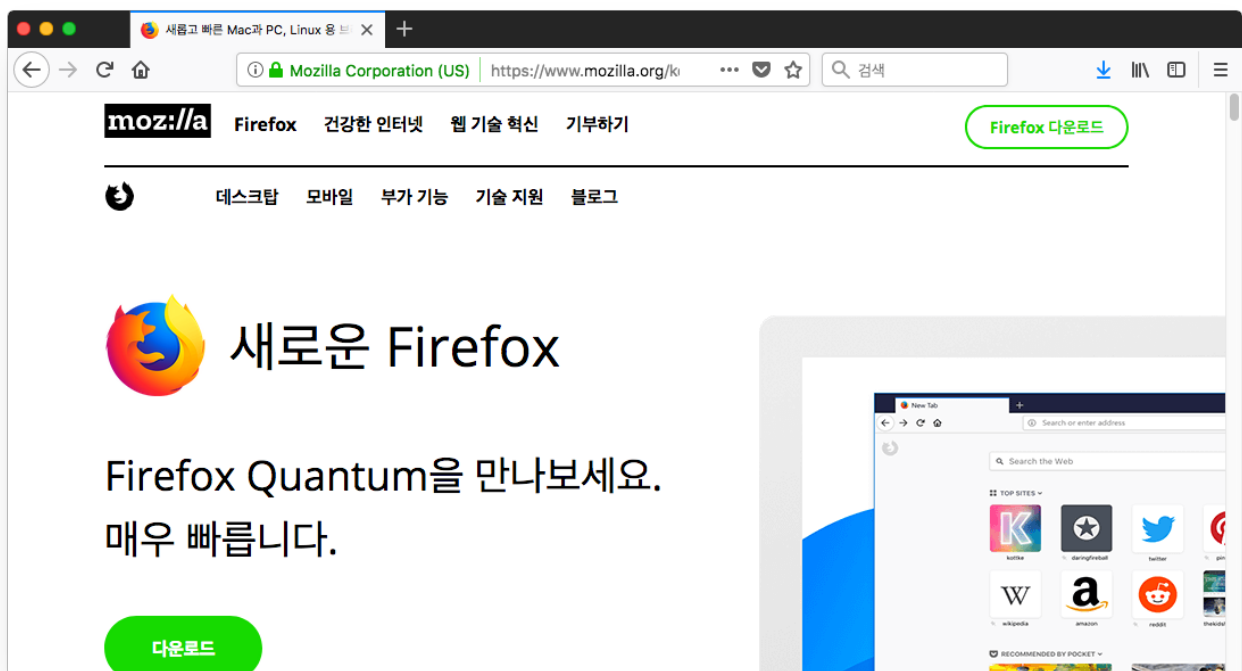 새롭고 빠른 Mac과 PC, Linux 용
Mozilla Corporation (US)
https://www.mozilla.org/k
검색
moz://a
Firefox
건강한 인터넷
웹 기술 혁신
기부하기
Firefox 다운로드
데스크탑
모바일
부가 기능
기술 지원
블로그
새로운 Firefox
Firefox Quantum을 만나보세요.
매우 빠릅니다.
다운로드
New Tab
Search or enter address
Search the Web
TOP SITES
K
kottke
daringfireball
twitter
W
wikipedia
a
amazon
reddit
RECOMMENDED BY POCKET